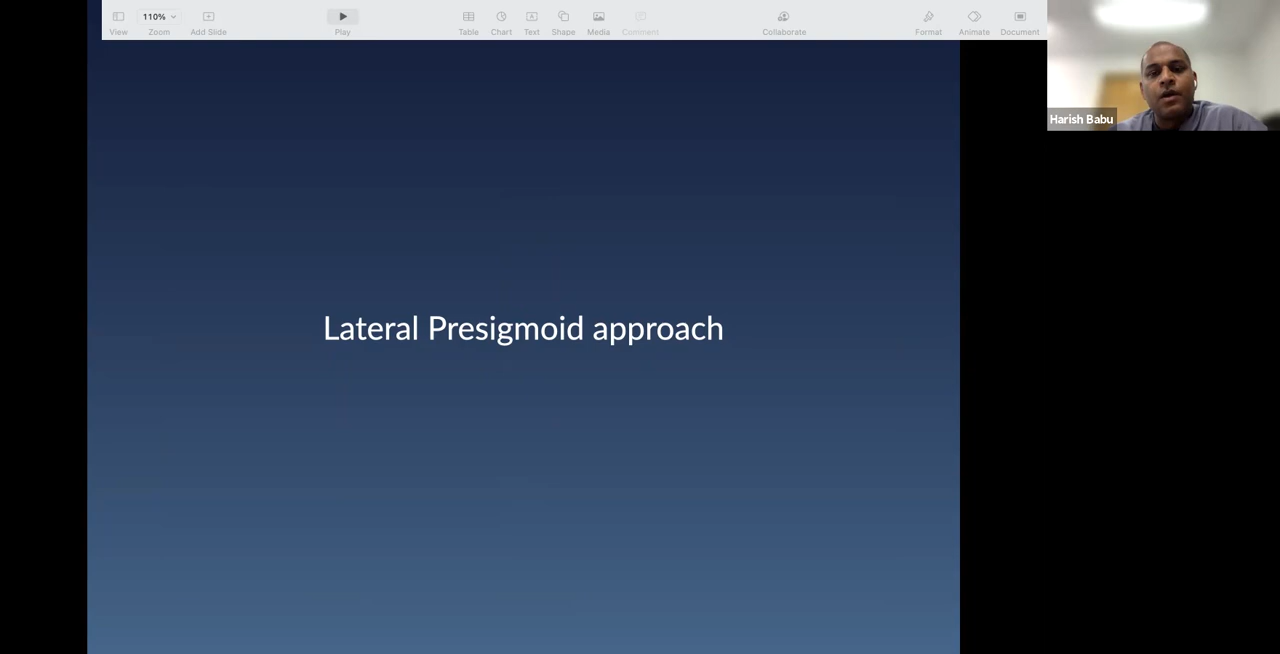 110%
View
Zoom
Add Slide
Play
Table
Chart
Text
Shape
Media
Comment
Collaborate
Format
Animate
Document
Harish Babu
Lateral Presigmoid approach